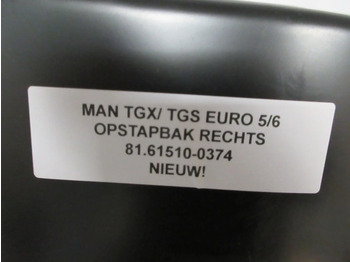 MAN TGX/ TGS EURO 5/6
OPSTAPBAK RECHTS
81.61510-0374
NIEUW!